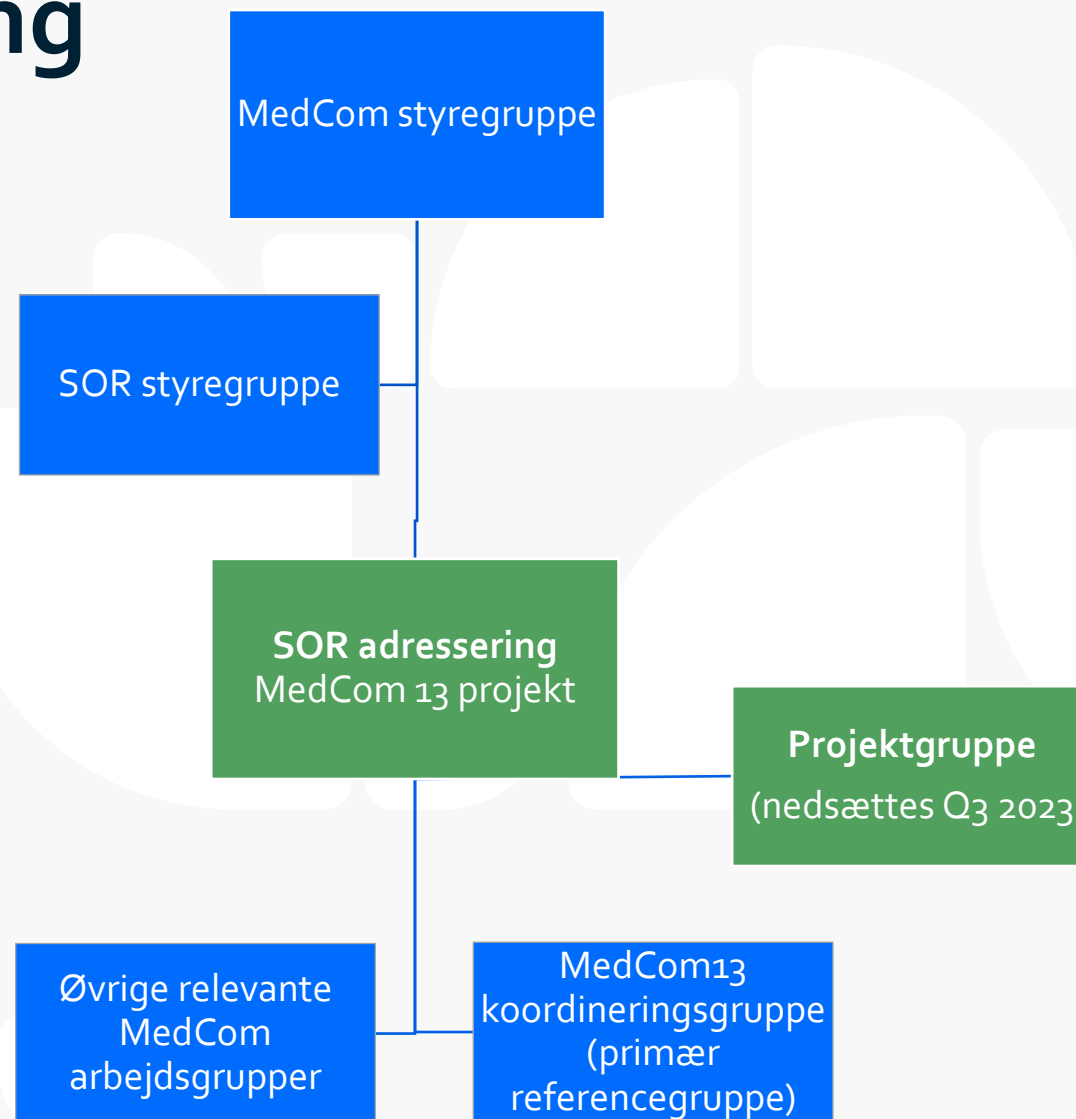 ng
MedCom styregruppe
SOR styregruppe
SOR adressering
MedCom 13 projekt
Projektgruppe
(nedsættes Q3 2023
Øvrige relevante
MedCom
arbejdsgrupper
MedCom13
koordineringsgruppe
(primær
referencegruppe)